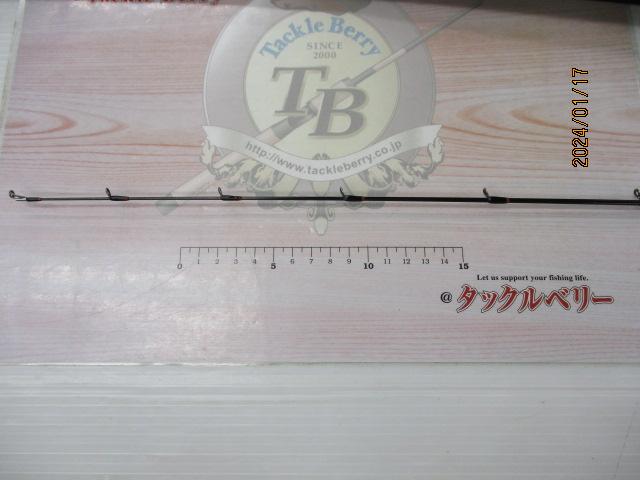 Tackle Berry
SINCE
2000
TB
http://www.tackleberry.co.jp
2024/01/17
0 1 2 3 4 5 6 7 8 9 10 11 12 13 14 15
Let us support your fishing life.
@タックルベリー